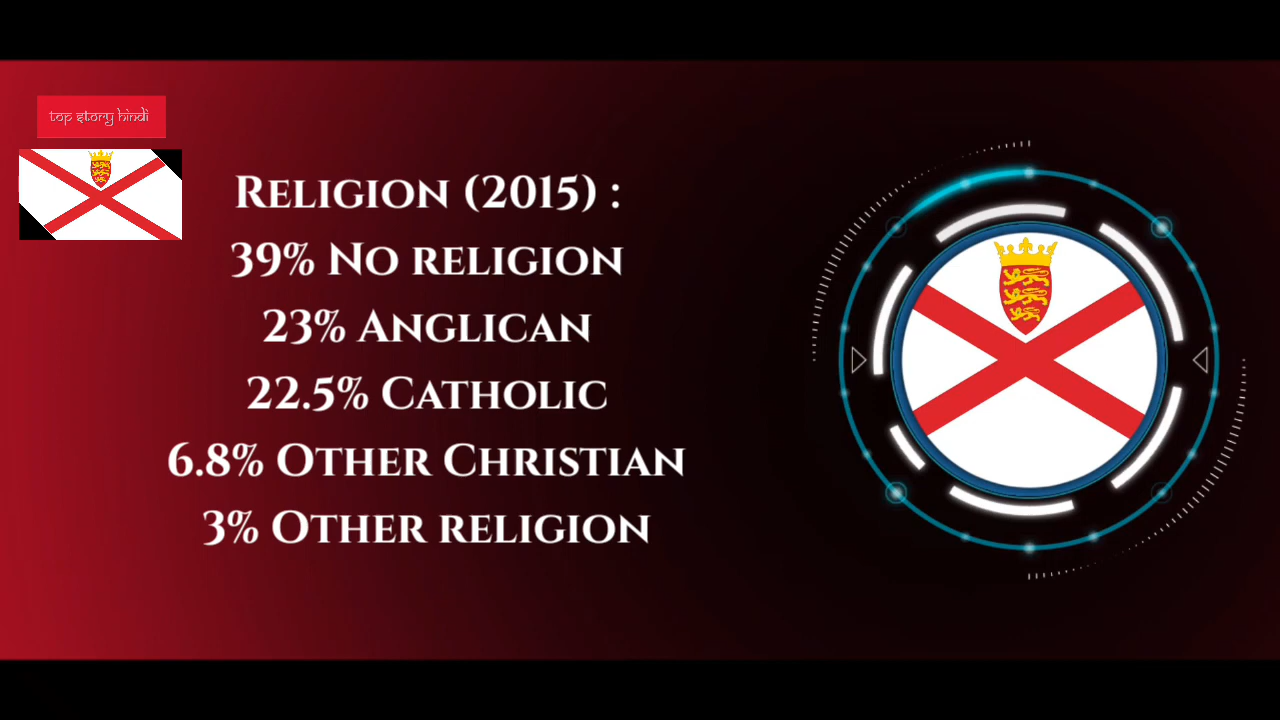 top story hindi
Religion (2015) :
39% No religion
23% Anglican
22.5% Catholic
6.8% Other Christian
3% Other religion